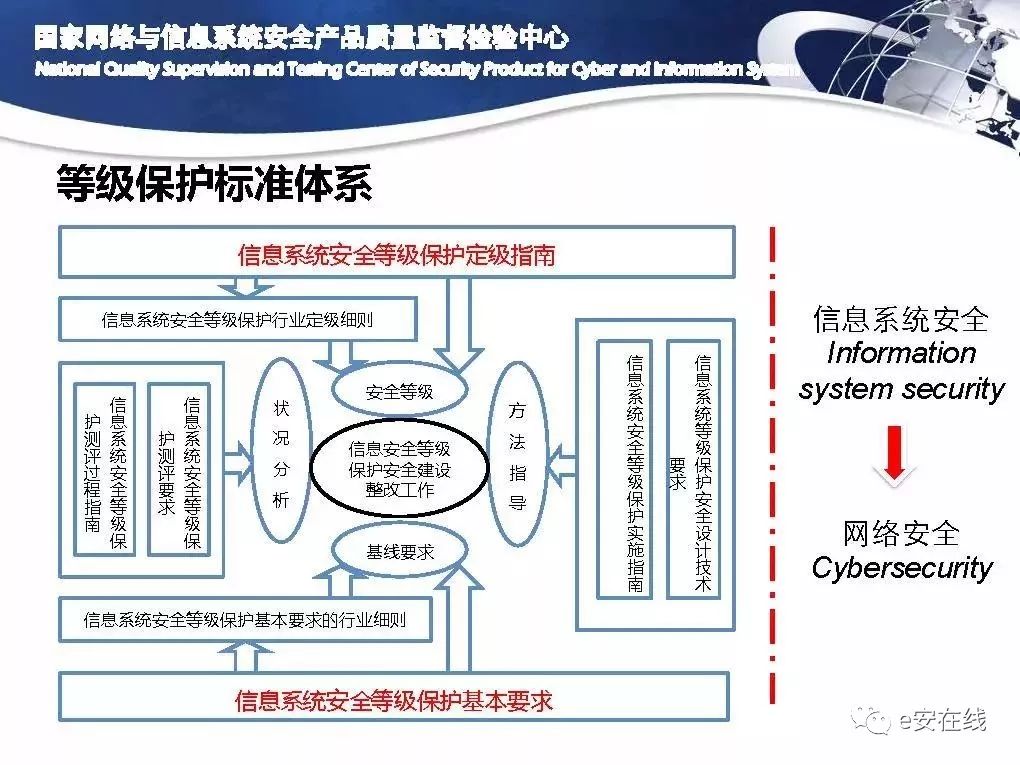 国家网络与信息系统安全产品质量监督检验中心
National Quality Supervision and Testing Center of Security Product for Cyber and Information System
等级保护标准体系
信息系统安全等级保护定级指南
信息系统安全等级保护行业定级细则
安全等级
状况分析
信息安全等级
保护安全建设
整改工作
方法指导
基线要求
信息系统安全等级保
护测评过程指南
信息系统安全等级保
护测评要求
信息系统安全等级保护实施指南
信息系统等级保护安全设计技术
要求
信息系统安全等级保护基本要求的行业细则
信息系统安全等级保护基本要求
信息系统安全
Information
system security
网络安全
Cybersecurity
e安在线